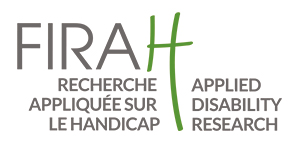 FIRAH
RECHERCHE
APPLIQUÉE SUR
LE HANDICAP
APPLIED
DISABILITY
RESEARCH